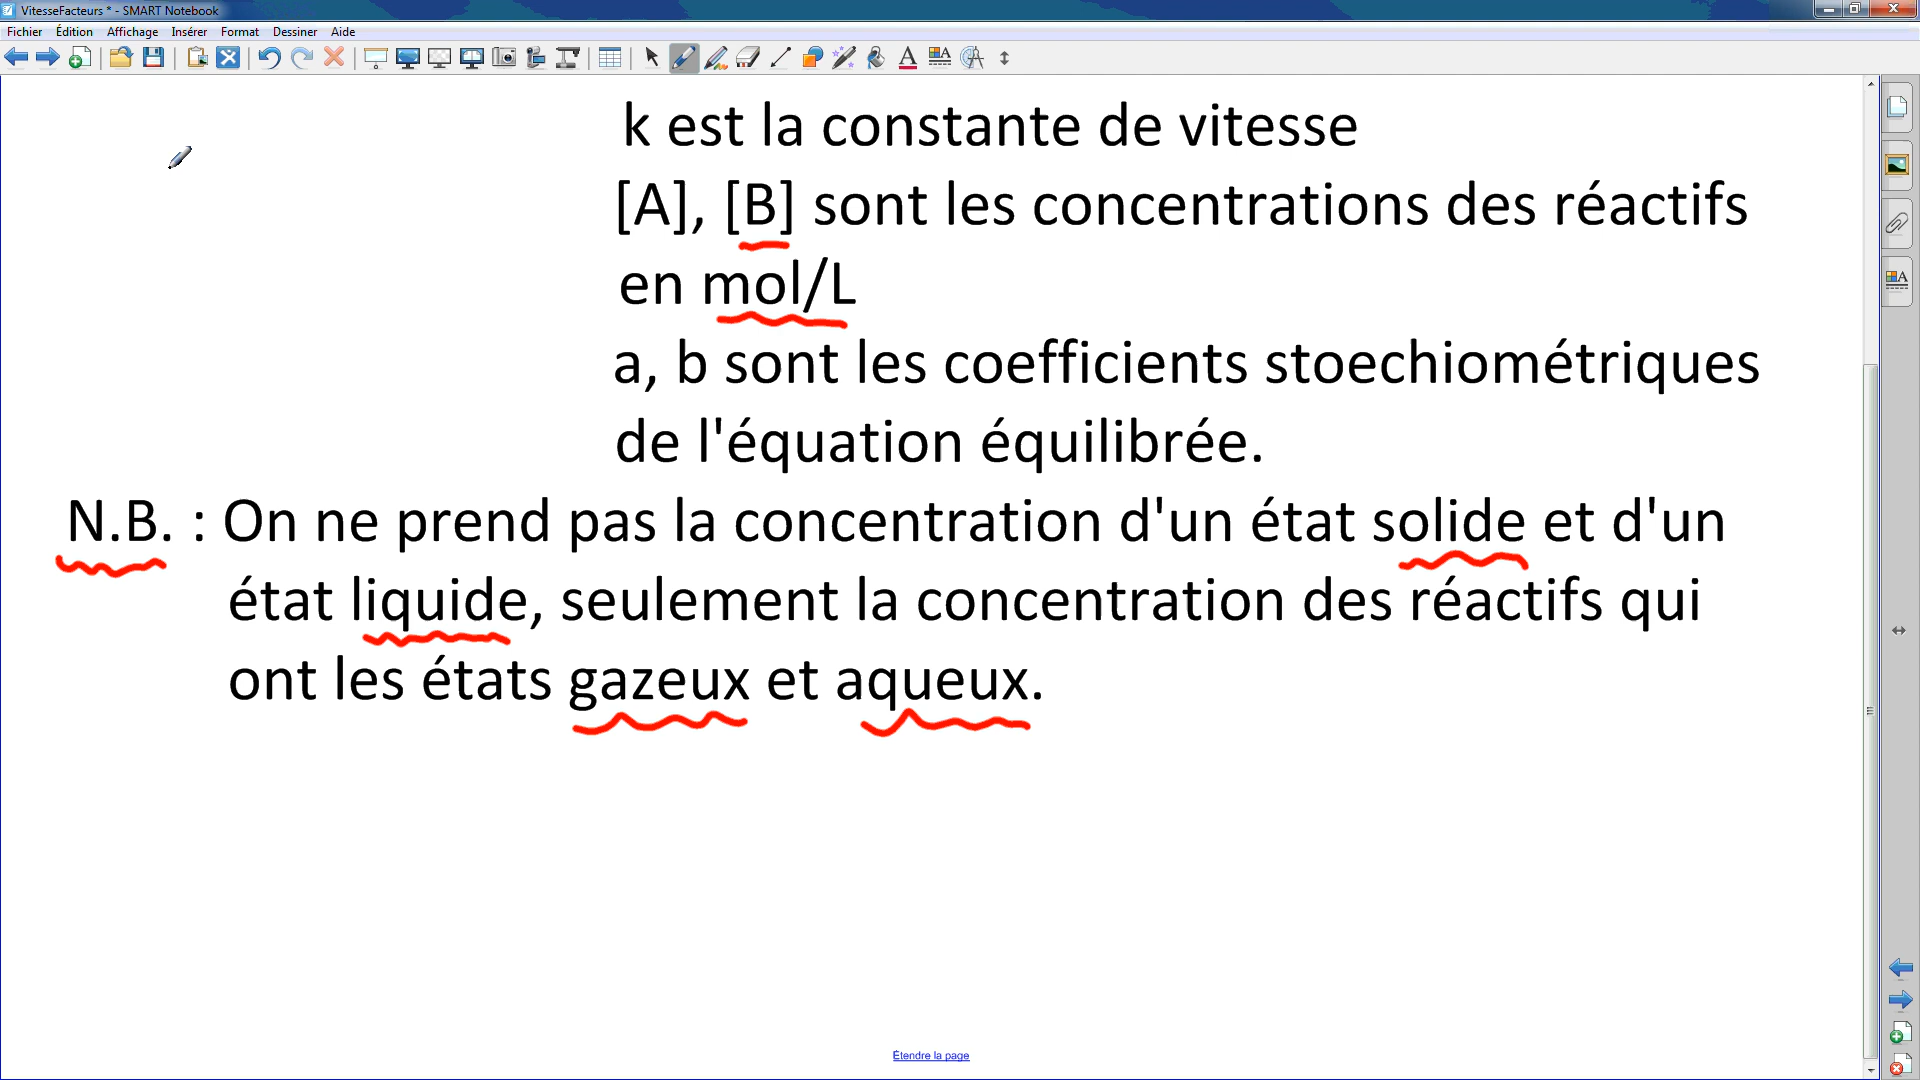 VitesseFacteurs * - SMART Notebook
Fichier Édition Affichage Insérer Format Dessiner Aide
k est la constante de vitesse
[A], [B] sont les concentrations des réactifs
en mol/L
a, b sont les coefficients stoechiométriques
de l'équation équilibrée.
N.B. : On ne prend pas la concentration d'un état solide et d'un
état liquide, seulement la concentration des réactifs qui
ont les états gazeux et aqueux.
Étendre la page